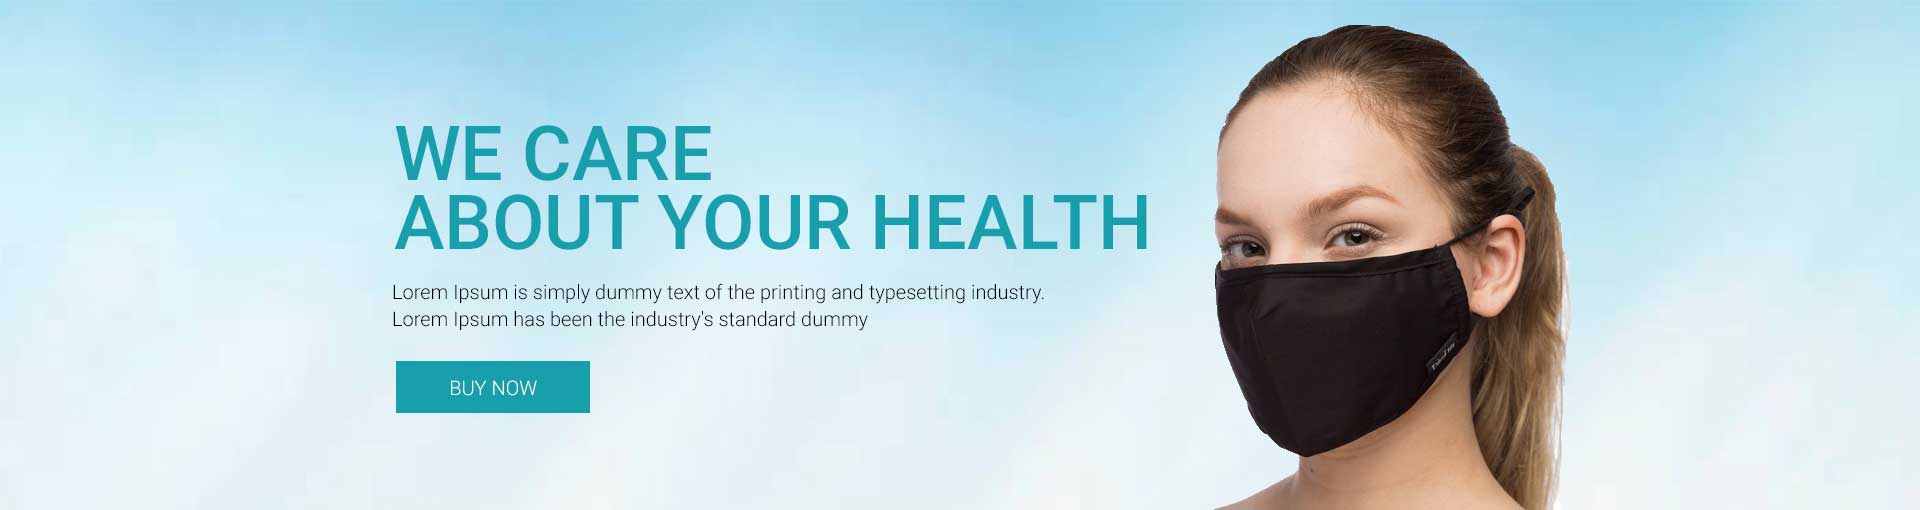 WE CARE
ABOUT YOUR HEALTH
Lorem Ipsum is simply dummy text of the printing and typesetting industry.
Lorem Ipsum has been the industry's standard dummy
BUY NOW